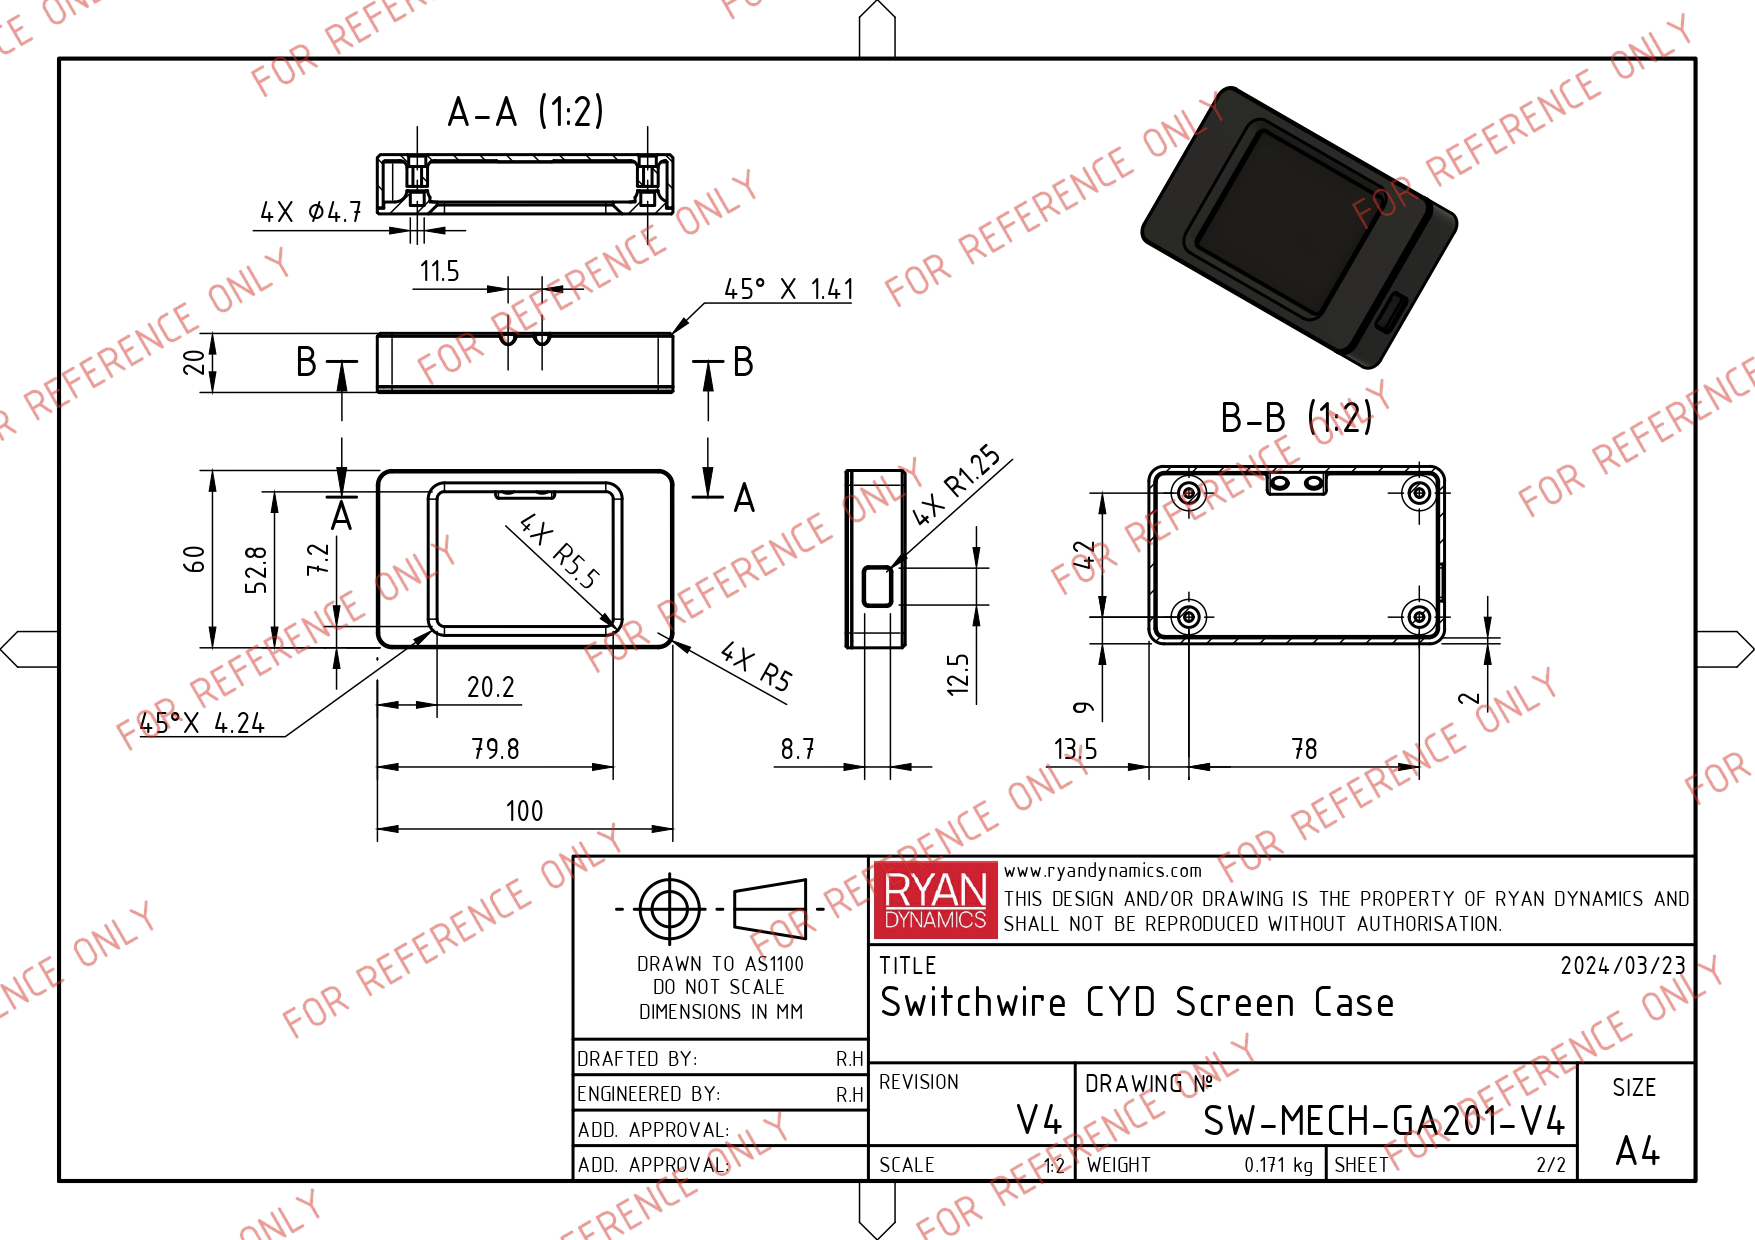 A-A (1:2)
4X ϕ4.7
11.5
45° X 1.41
20
B
B
A
A
60
52.8
7.2
4X R5.5
4X R5
45°X 4.24
20.2
79.8
100
4X R1.25
12.5
8.7
B-B (1:2)
42
9
13.5
78
2
DRAWN TO AS1100
DO NOT SCALE
DIMENSIONS IN MM
DRAFTED BY: R.H
ENGINEERED BY: R.H
ADD. APPROVAL:
ADD. APPROVAL:
RYAN
DYNAMICS
www.ryandynamics.com
THIS DESIGN AND/OR DRAWING IS THE PROPERTY OF RYAN DYNAMICS AND
SHALL NOT BE REPRODUCED WITHOUT AUTHORISATION.
TITLE 2024/03/23
Switchwire CYD Screen Case
REVISION
V4
DRAWING Nº
SW-MECH-GA201-V4
SIZE
A4
SCALE 1:2
WEIGHT 0.171 kg
SHEET 2/2
FOR REFERENCE ONLY